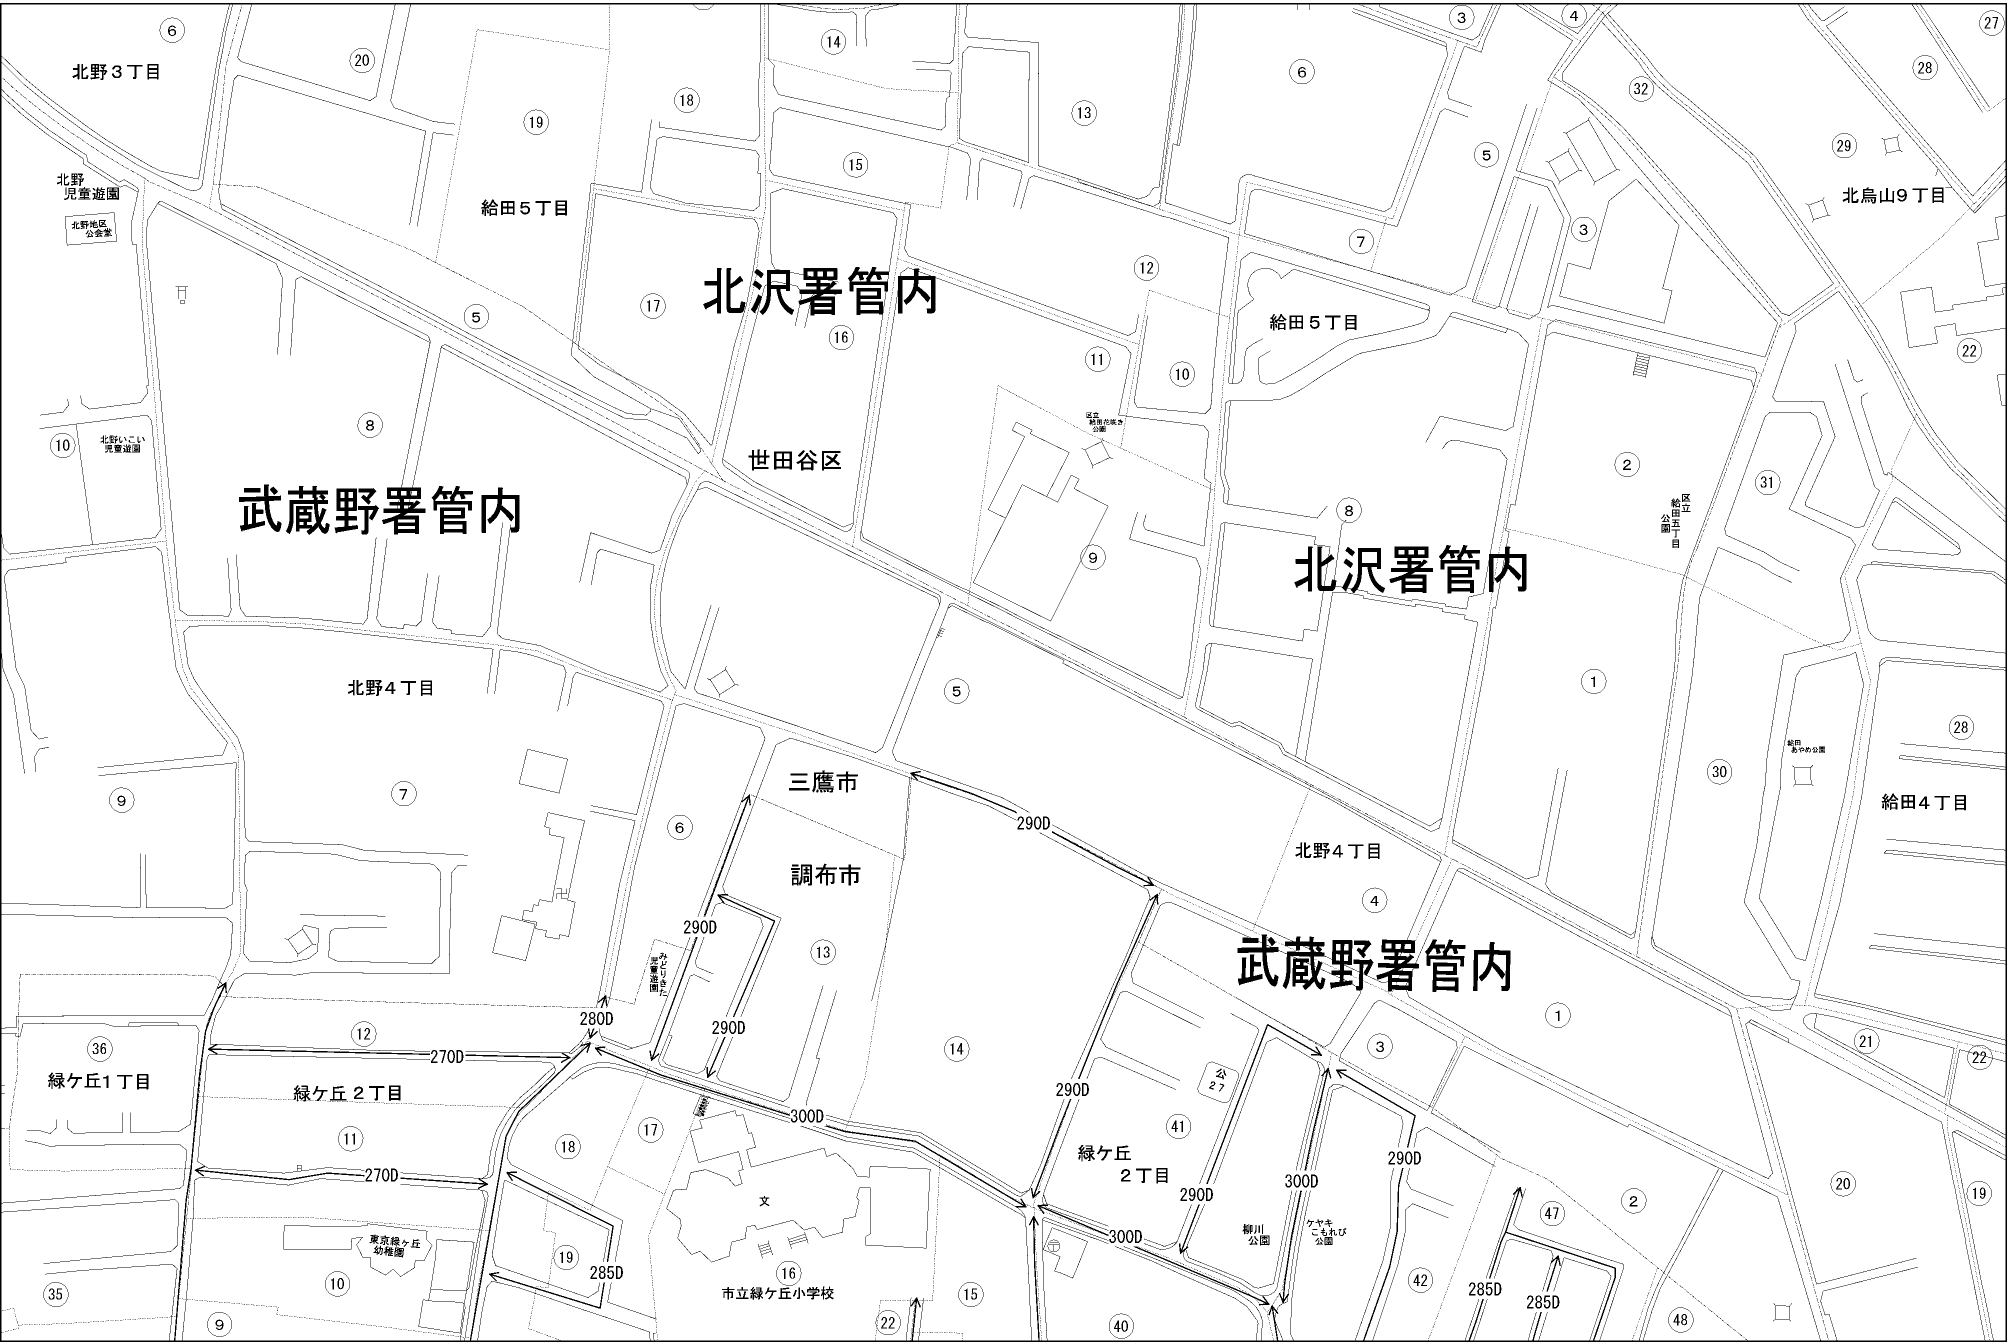 6
北野３丁目
20
19
18
14
13
6
3
4
27
28
32
29
5
15
北野
児童遊園
北野地区
公会堂
給田５丁目
北烏山９丁目
3
7
12
5
17
北沢署管内
16
給田５丁目
22
11
10
8
10
北野いこい
児童遊園
区立
給田花咲き
公園
世田谷区
2
31
区立
給田五丁目
公園
武蔵野署管内
8
9
北沢署管内
北野４丁目
5
1
28
給田
あやめ公園
30
給田４丁目
9
7
三鷹市
6
290D
北野４丁目
調布市
4
290D
13
武蔵野署管内
みどりきた
児童遊園
280D
290D
1
12
270D
14
36
緑ケ丘１丁目
緑ケ丘２丁目
3
21
22
公
27
290D
300D
11
18
17
41
270D
緑ケ丘
２丁目
290D
300D
290D
文
20
19
47
2
柳川
公園
ケヤキ
こもれび
公園
300D
東京緑ヶ丘
幼稚園
19
285D
16
市立緑ケ丘小学校
10
35
15
42
285D
285D
9
22
40
48